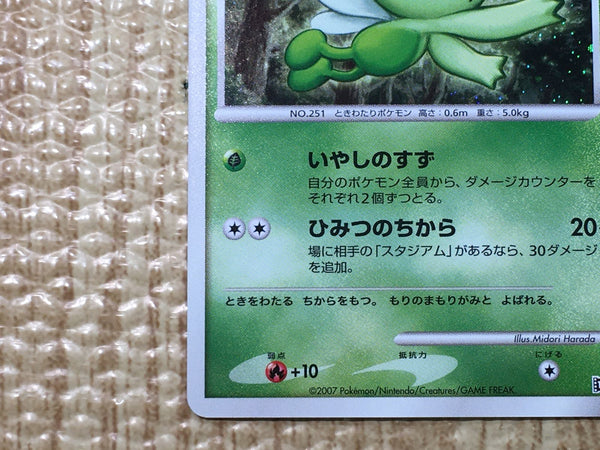 NO.251 ときわたりポケモン 高さ:0.6m 重さ:5.0kg
いやしのすず
自分のポケモン全員から、ダメージカウンターを
それぞれ2個ずつとる。
ひみつのちから 20
場に相手の「スタジアム」があるなら、30ダメージ
を追加。
ときをわたる ちからをもつ。 もりのまもりがみと よばれる。
Illus.Midori Harada
弱点 抵抗力 にげる
+10
©2007 Pokémon/Nintendo/Creatures/GAME FREAK.